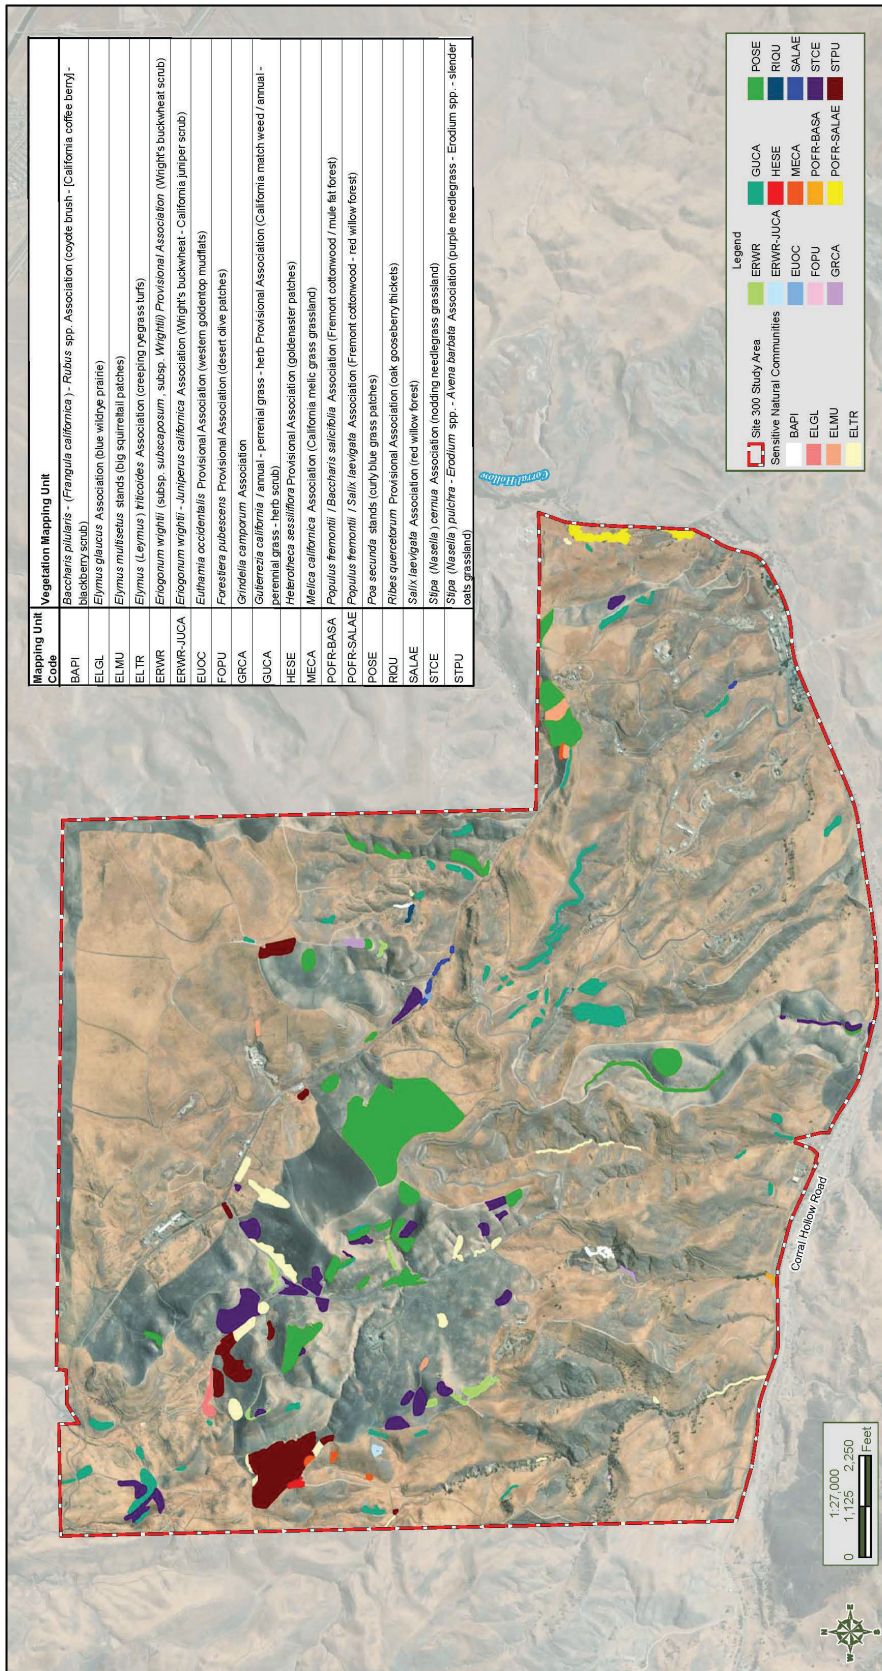 Mapping Unit Code
Vegetation Mapping Unit
BAPI
Baccharis pilularis - (Frangula californica) - Rubus spp. Association (coyote brush - [California coffee berry] -
blackberry scrub)
ELGL
Elymus glaucus Association (blue wildrye prairie)
ELMU
Elymus multisetus stands (big squirreltail patches)
ELTR
Elymus (Leymus) triticoides Association (creeping ryegrass turfs)
ERWR
Eriogonum wrightii (subsp. subscaposum, subsp. Wrightii) Provisional Association (Wright's buckwheat scrub)
ERWR-JUCA
Eriogonum wrightii - Juniperus californica Association (Wright's buckwheat - California juniper scrub)
EUOC
Euthamia occidentalis Provisional Association (western goldentop mudflats)
FOPU
Forestiera pubescens Provisional Association (desert olive patches)
GRCA
Grindelia camporum Association
GUCA
Gutierrezia california / annual - perrenial grass - herb Provisional Association (California match weed / annual -
perennial grass - herb scrub)
HESE
Heterotheca sessiliflora Provisional Association (goldenaster patches)
MECA
Melica californica Association (California melic grass grassland)
POFR-BASA
Populus fremontii / Baccharis salicifolia Association (Fremont cottonwood / mule fat forest)
POFR-SALAE
Populus fremontii / Salix laevigata Association (Fremont cottonwood - red willow forest)
POSE
Poa secunda stands (curly blue grass patches)
RIQU
Ribes quercetorum Provisional Association (oak gooseberry thickets)
SALAE
Salix laevigata Association (red willow forest)
STCE
Stipa (Nasella) cernua Association (nodding needlegrass grassland)
STPU
Stipa (Nasella) pulchra - Erodium spp. - Avena barbata Association (purple needlegrass - Erodium spp. - slender
oats grassland)
Corral Hollow
Corral Hollow Road
Legend
Site 300 Study Area
Sensitive Natural Communities
BAPI
ELGL
ELMU
ELTR
ERWR
ERWR-JUCA
EUOC
FOPU
GRCA
GUCA
HESE
MECA
POFR-BASA
POFR-SALAE
POSE
RIQU
SALAE
STCE
STPU
1:27,000
0 1,125 2,250
Feet
N
E
S
W